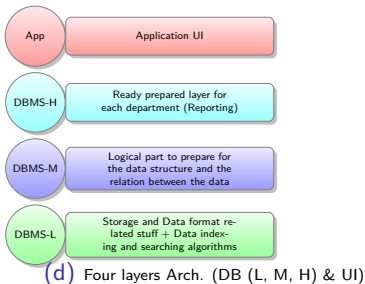 App
Application UI
DBMS-H
Ready prepared layer for
each department (Reporting)
DBMS-M
Logical part to prepare for
the data structure and the
relation between the data
DBMS-L
Storage and Data format re-
lated stuff + Data index-
ing and searching algorithms
(d) Four layers Arch. (DB (L, M, H) & UI)